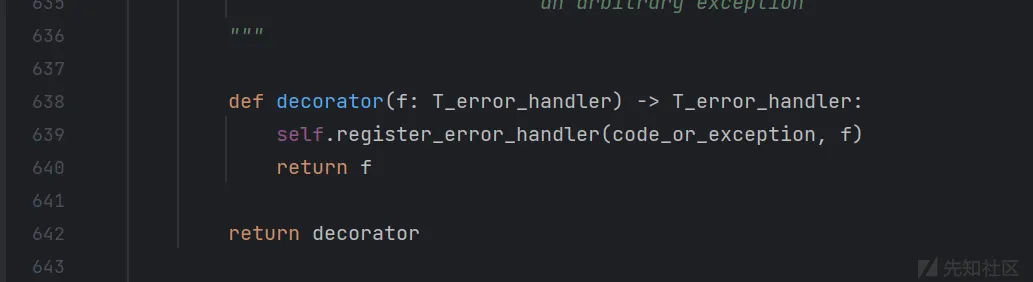 635                                      an arbitrary exception
636             """
637
638             def decorator(f: T_error_handler) -> T_error_handler:
639                 self.register_error_handler(code_or_exception, f)
640                 return f
641
642             return decorator
643
先知社区